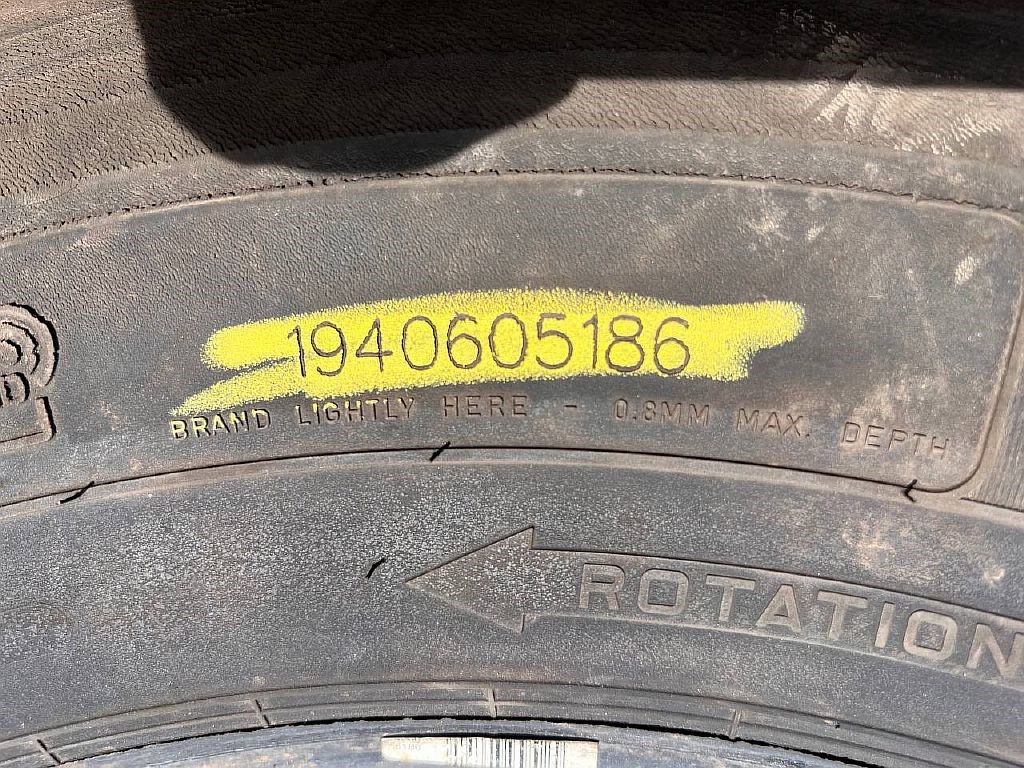 1940605186
BRAND LIGHTLY HERE - 0.8MM MAX. DEPTH
ROTATION